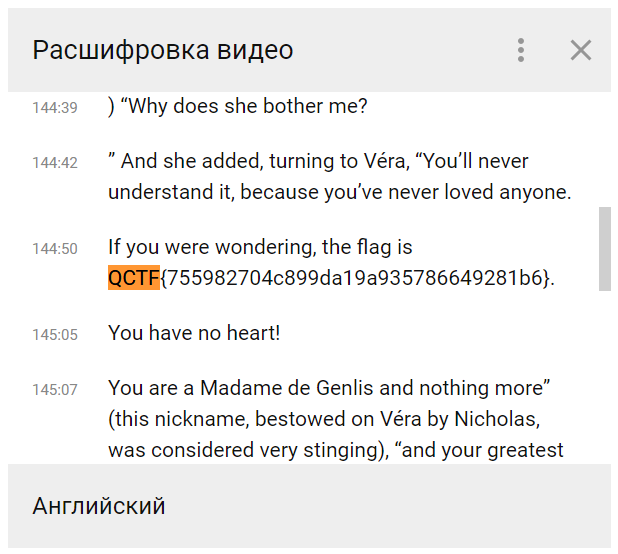 Расшифровка видео
144:39 ) “Why does she bother me?
144:42 ” And she added, turning to Véra, “You’ll never
understand it, because you’ve never loved anyone.
144:50 If you were wondering, the flag is
QCTF{755982704c899da19a935786649281b6}.
145:05 You have no heart!
145:07 You are a Madame de Genlis and nothing more”
(this nickname, bestowed on Véra by Nicholas,
was considered very stinging), “and your greatest
Английский